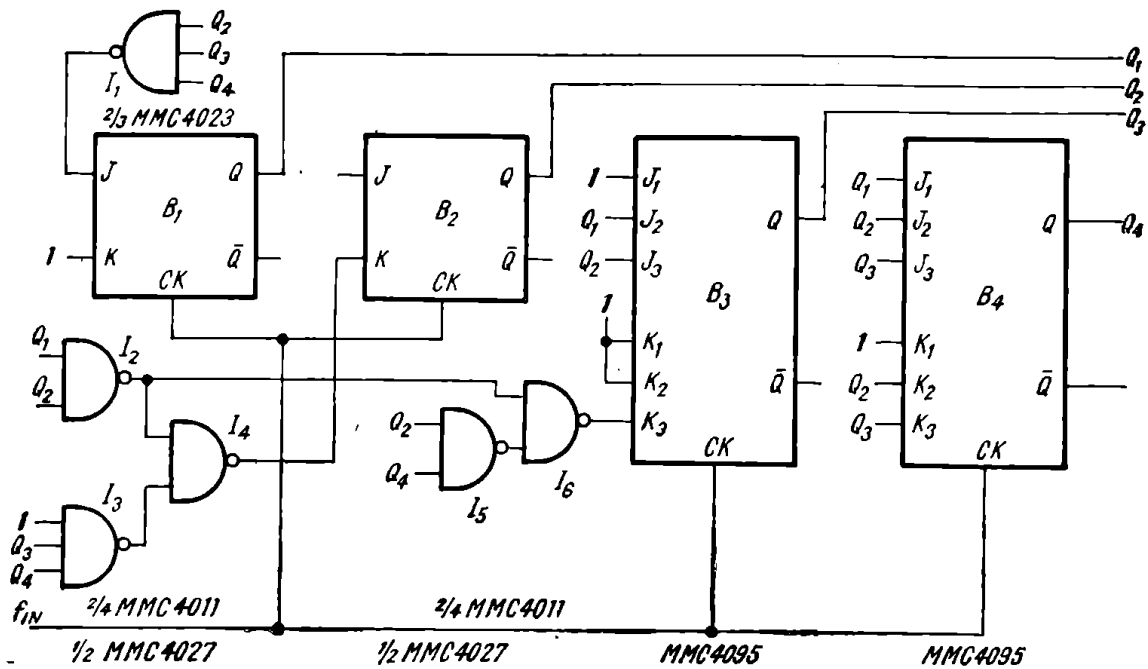 Q2
Q3
Q4
I1
2/3 MMC4023
Q1
Q2
Q3
J
Q
B1
1
K
Q̅
CK
J
Q
B2
K
Q̅
CK
1
J1
Q1
J2
Q2
J3
Q
B3
1
K1
K2
K3
Q̅
CK
Q1
J1
Q2
J2
Q3
J3
Q
Q4
B4
1
K1
Q2
K2
Q3
K3
Q̅
CK
Q1
Q2
I2
I4
1
Q3
Q4
I3
Q2
Q4
I5
I6
fIN
2/4 MMC4011
2/4 MMC4011
1/2 MMC4027
1/2 MMC4027
MMC4095
MMC4095